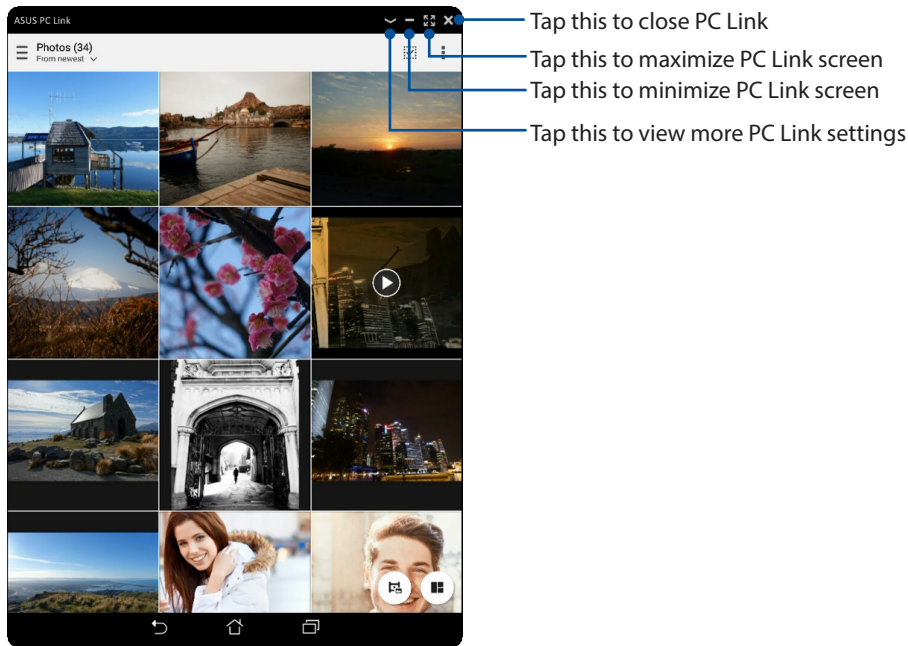 ASUS PC Link
Photos (34)
From newest
Tap this to close PC Link
Tap this to maximize PC Link screen
Tap this to minimize PC Link screen
Tap this to view more PC Link settings